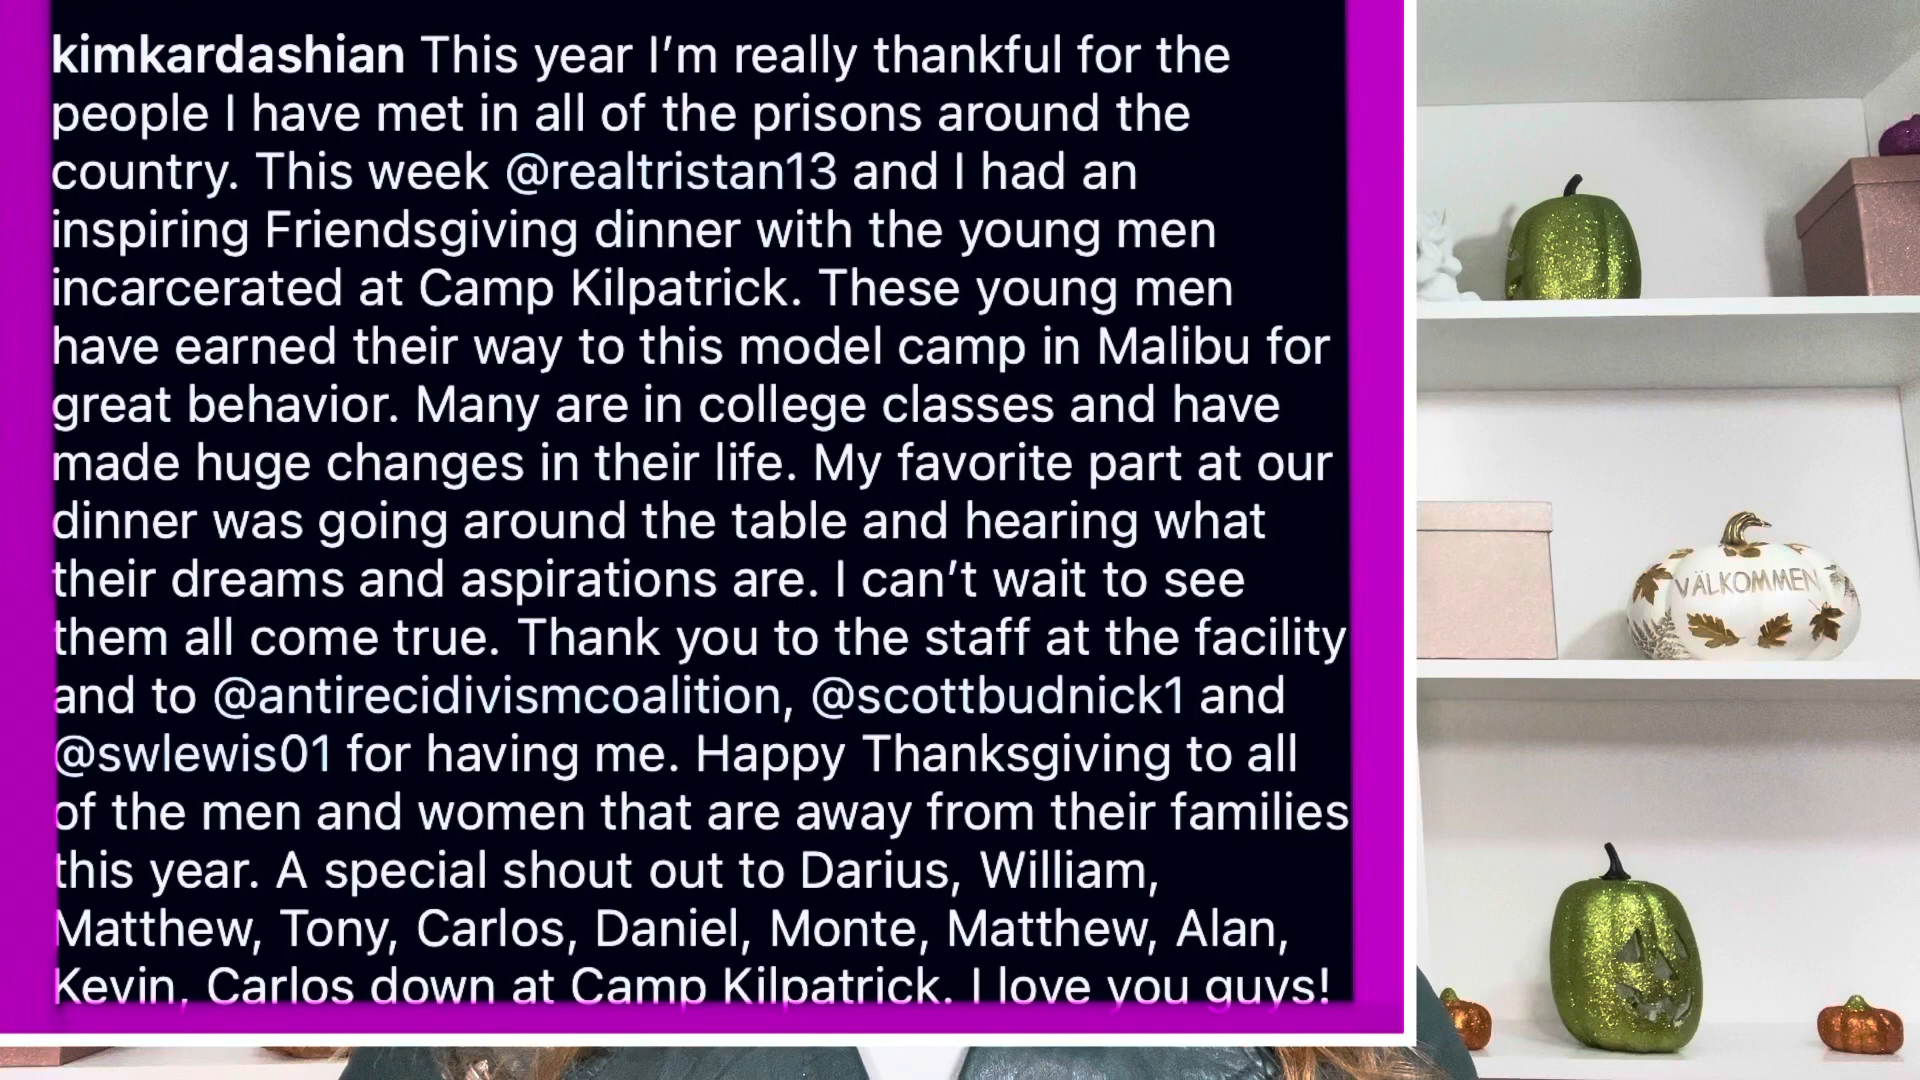 kimkardashian This year I’m really thankful for the
people I have met in all of the prisons around the
country. This week @realtristan13 and I had an
inspiring Friendsgiving dinner with the young men
incarcerated at Camp Kilpatrick. These young men
have earned their way to this model camp in Malibu for
great behavior. Many are in college classes and have
made huge changes in their life. My favorite part at our
dinner was going around the table and hearing what
their dreams and aspirations are. I can’t wait to see
them all come true. Thank you to the staff at the facility
and to @antirecidivismcoalition, @scottbudnick1 and
@swlewis01 for having me. Happy Thanksgiving to all
of the men and women that are away from their families
this year. A special shout out to Darius, William,
Matthew, Tony, Carlos, Daniel, Monte, Matthew, Alan,
Kevin, Carlos down at Camp Kilpatrick. I love you guys!
VÄLKOMMEN